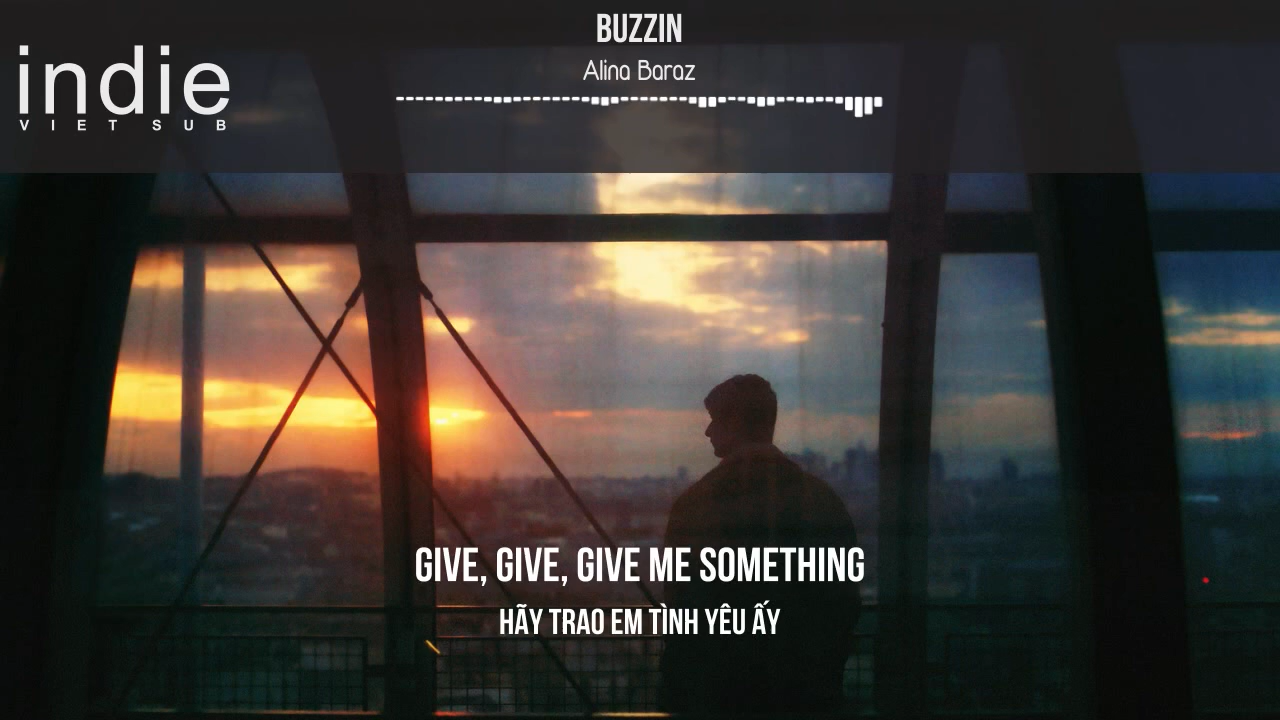 BUZZIN
Alina Baraz
indie
VIET SUB
GIVE, GIVE, GIVE ME SOMETHING
HÃY TRAO EM TÌNH YÊU ẤY